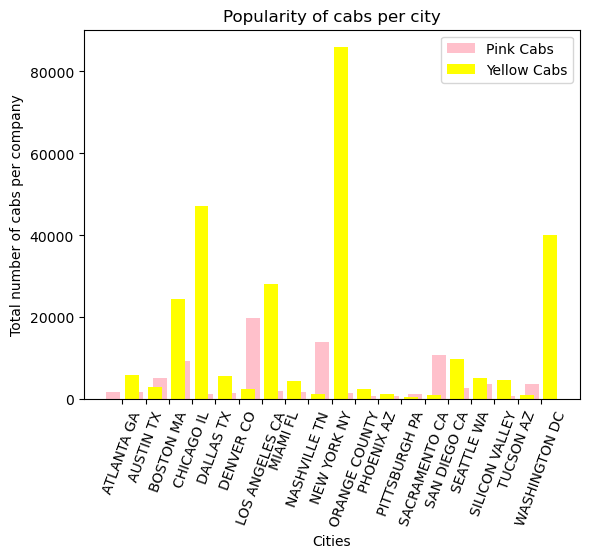 Popularity of cabs per city
Pink Cabs
Yellow Cabs
Total number of cabs per company
80000
60000
40000
20000
0
ATLANTA GA
AUSTIN TX
BOSTON MA
CHICAGO IL
DALLAS TX
DENVER CO
LOS ANGELES CA
MIAMI FL
NASHVILLE TN
NEW YORK NY
ORANGE COUNTY
PHOENIX AZ
PITTSBURGH PA
SACRAMENTO CA
SAN DIEGO CA
SEATTLE WA
SILICON VALLEY
TUCSON AZ
WASHINGTON DC
Cities